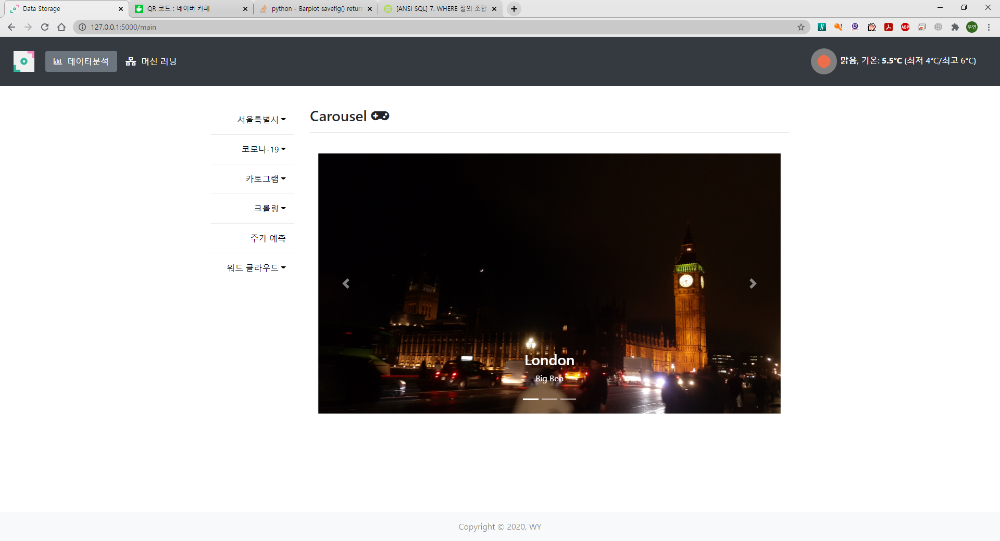 Data Storage
QR 코드 : 네이버 카페
python - Barplot savefig() return
[ANSI SQL] 7. WHERE 절의 조합
127.0.0.1:5000/main
ABP
우연
데이터분석
머신 러닝
맑음, 기온: 5.5°C (최저 4°C/최고 6°C)
서울특별시
코로나-19
카토그램
크롤링
주가 예측
워드 클라우드
Carousel
London
Big Ben
Copyright © 2020, WY